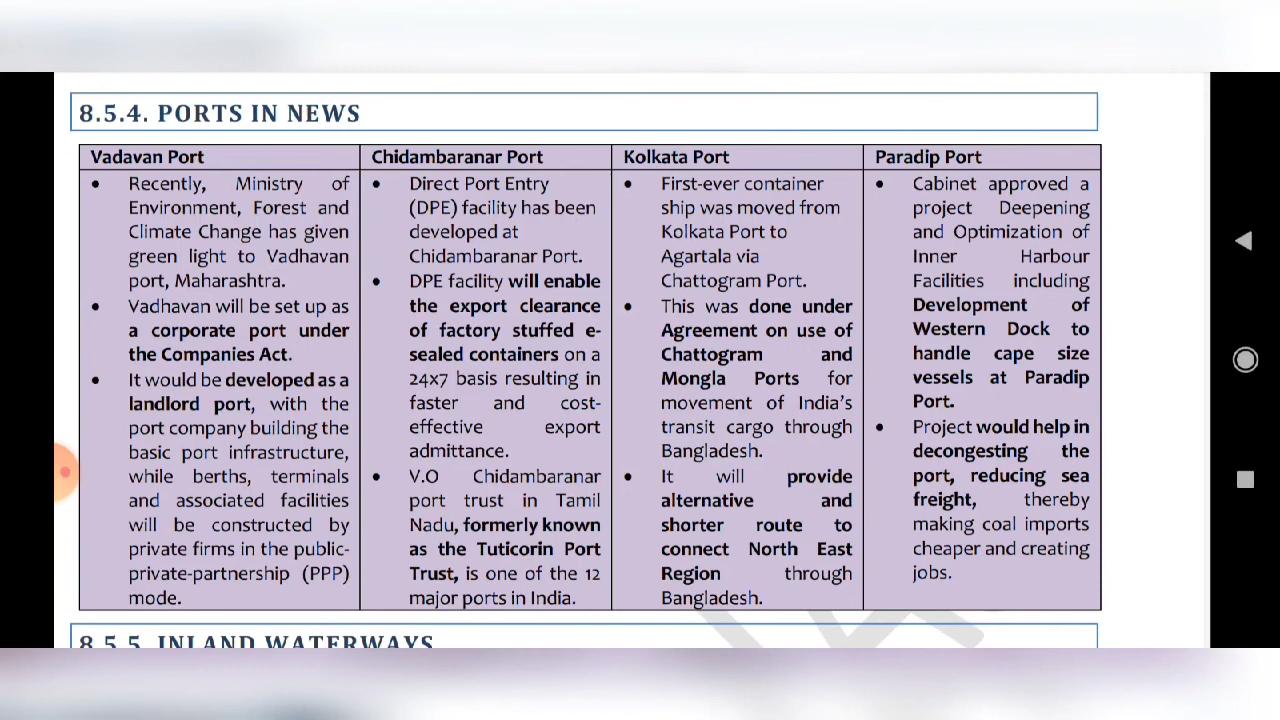 8.5.4. PORTS IN NEWS
Vadavan Port
Recently, Ministry of
Environment, Forest and
Climate Change has given
green light to Vadhavan
port, Maharashtra.
Vadhavan will be set up as
a corporate port under
the Companies Act.
It would be developed as a
landlord port, with the
port company building the
basic port infrastructure,
while berths, terminals
and associated facilities
will be constructed by
private firms in the public-
private-partnership (PPP)
mode.
Chidambaranar Port
Direct Port Entry
(DPE) facility has been
developed at
Chidambaranar Port.
DPE facility will enable
the export clearance
of factory stuffed e-
sealed containers on a
24x7 basis resulting in
faster and cost-
effective export
admittance.
V.O Chidambaranar
port trust in Tamil
Nadu, formerly known
as the Tuticorin Port
Trust, is one of the 12
major ports in India.
Kolkata Port
First-ever container
ship was moved from
Kolkata Port to
Agartala via
Chattogram Port.
This was done under
Agreement on use of
Chattogram and
Mongla Ports for
movement of India's
transit cargo through
Bangladesh.
It will provide
alternative and
shorter route to
connect North East
Region through
Bangladesh.
Paradip Port
Cabinet approved a
project Deepening
and Optimization of
Inner Harbour
Facilities including
Development of
Western Dock to
handle cape size
vessels at Paradip
Port.
Project would help in
decongesting the
port, reducing sea
freight, thereby
making coal imports
cheaper and creating
jobs.
8.5.5. INLAND WATERWAYS